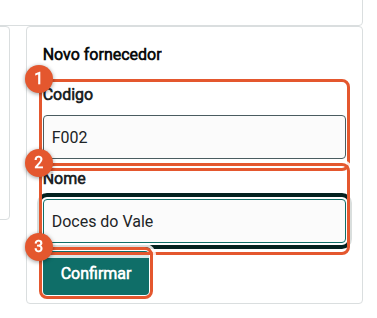 Novo fornecedor
1
Codigo
F002
2
Nome
Doces do Vale
3
Confirmar